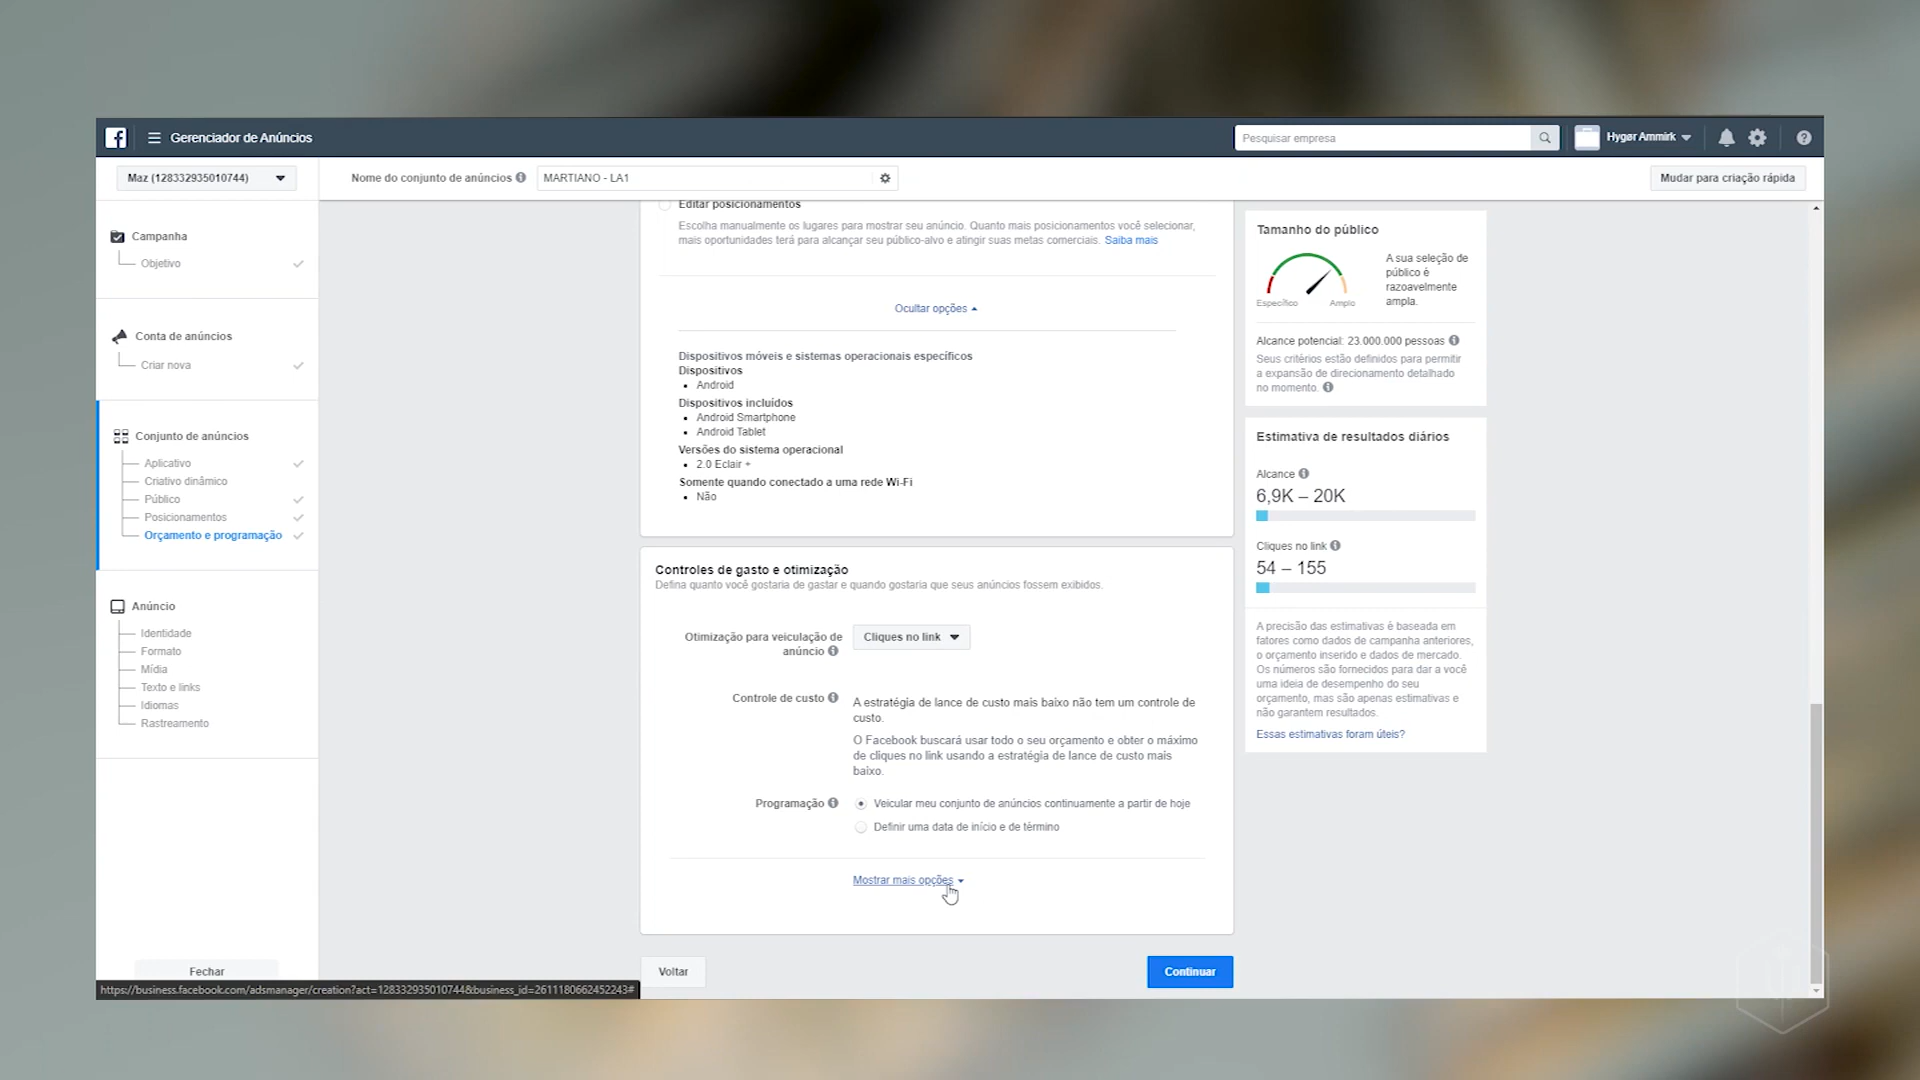 Gerenciador de Anúncios
Pesquisar empresa
Hygør Ammirk
Maz (128332935010744)
Nome do conjunto de anúncios
MARTIANO - LA1
Mudar para criação rápida
Campanha
Objetivo
Conta de anúncios
Criar nova
Conjunto de anúncios
Aplicativo
Criativo dinâmico
Público
Posicionamentos
Orçamento e programação
Anúncio
Identidade
Formato
Mídia
Texto e links
Idiomas
Rastreamento
Fechar
https://business.facebook.com/adsmanager/creation?act=128332935010744&business_id=2611180662452243#
Editar posicionamentos
Escolha manualmente os lugares para mostrar seu anúncio. Quanto mais posicionamentos você selecionar,
mais oportunidades terá para alcançar seu público-alvo e atingir suas metas comerciais. Saiba mais
Ocultar opções
Dispositivos móveis e sistemas operacionais específicos
Dispositivos
• Android
Dispositivos incluídos
• Android Smartphone
• Android Tablet
Versões do sistema operacional
• 2.0 Eclair +
Somente quando conectado a uma rede Wi-Fi
• Não
Controles de gasto e otimização
Defina quanto você gostaria de gastar e quando gostaria que seus anúncios fossem exibidos.
Otimização para veiculação de
anúncio
Cliques no link
Controle de custo
A estratégia de lance de custo mais baixo não tem um controle de
custo.
O Facebook buscará usar todo o seu orçamento e obter o máximo
de cliques no link usando a estratégia de lance de custo mais
baixo.
Programação
Veicular meu conjunto de anúncios continuamente a partir de hoje
Definir uma data de início e de término
Mostrar mais opções
Voltar
Continuar
Tamanho do público
Específico
Amplo
A sua seleção de
público é
razoavelmente
ampla.
Alcance potencial: 23.000.000 pessoas
Seus critérios estão definidos para permitir
a expansão de direcionamento detalhado
no momento.
Estimativa de resultados diários
Alcance
6,9K – 20K
Cliques no link
54 – 155
A precisão das estimativas é baseada em
fatores como dados de campanha anteriores,
o orçamento inserido e dados de mercado.
Os números são fornecidos para dar a você
uma ideia de desempenho do seu
orçamento, mas são apenas estimativas e
não garantem resultados.
Essas estimativas foram úteis?